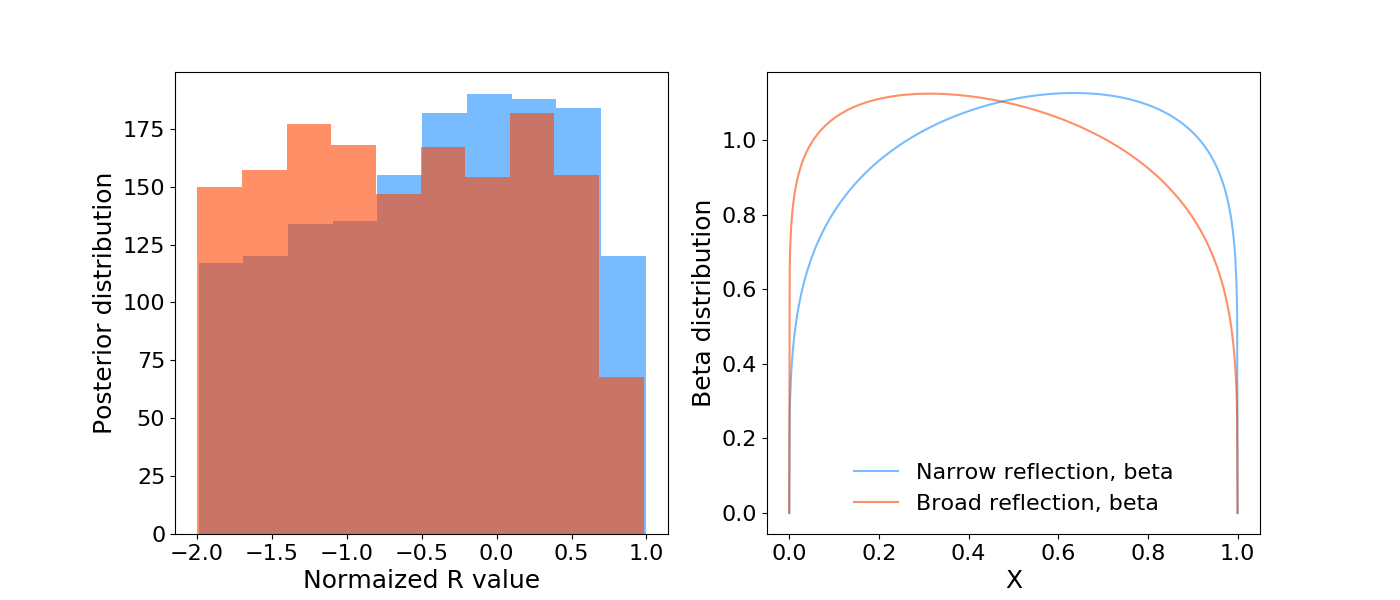 Posterior distribution
175
150
125
100
75
50
25
0
−2.0 −1.5 −1.0 −0.5 0.0 0.5 1.0
Normaized R value
Beta distribution
1.0
0.8
0.6
0.4
0.2
0.0
0.0 0.2 0.4 0.6 0.8 1.0
X
Narrow reflection, beta
Broad reflection, beta